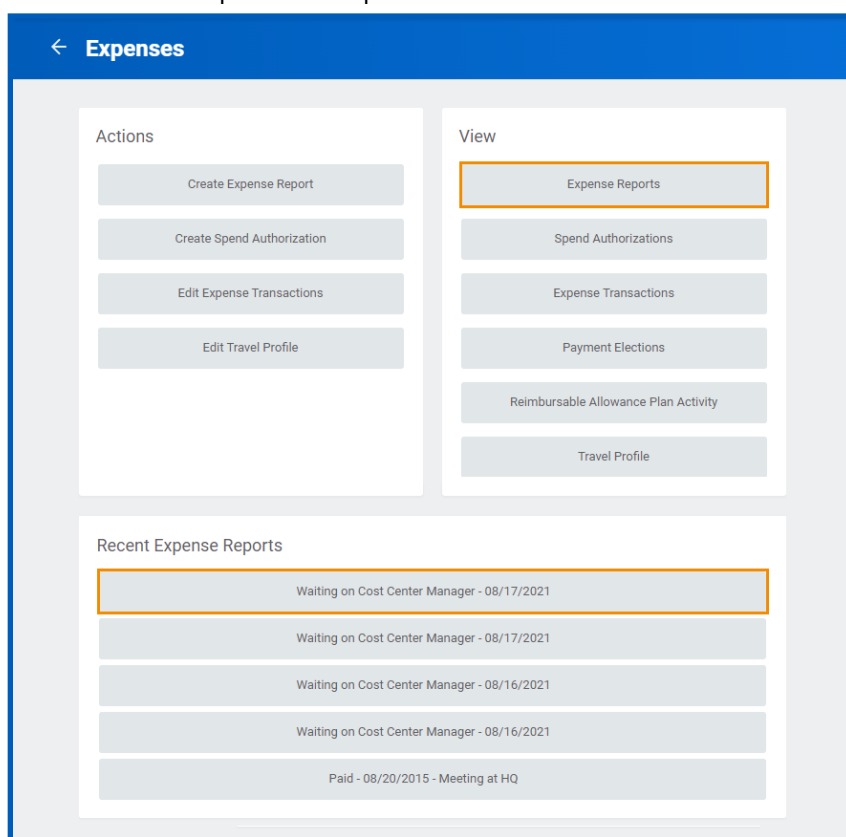 Expenses
Actions
Create Expense Report
Create Spend Authorization
Edit Expense Transactions
Edit Travel Profile
View
Expense Reports
Spend Authorizations
Expense Transactions
Payment Elections
Reimbursable Allowance Plan Activity
Travel Profile
Recent Expense Reports
Waiting on Cost Center Manager - 08/17/2021
Waiting on Cost Center Manager - 08/17/2021
Waiting on Cost Center Manager - 08/16/2021
Waiting on Cost Center Manager - 08/16/2021
Paid - 08/20/2015 - Meeting at HQ